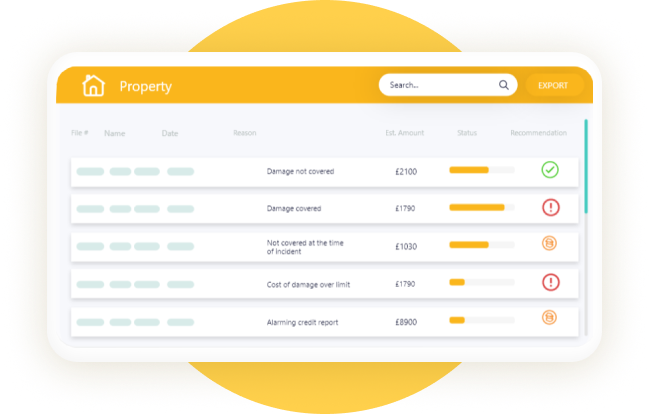 Property
Search...
EXPORT
File # Name Date Reason Est. Amount Status Recommendation
Damage not covered £2100
Damage covered £1790
Not covered at the time
of incident £1030
Cost of damage over limit £1790
Alarming credit report £8900